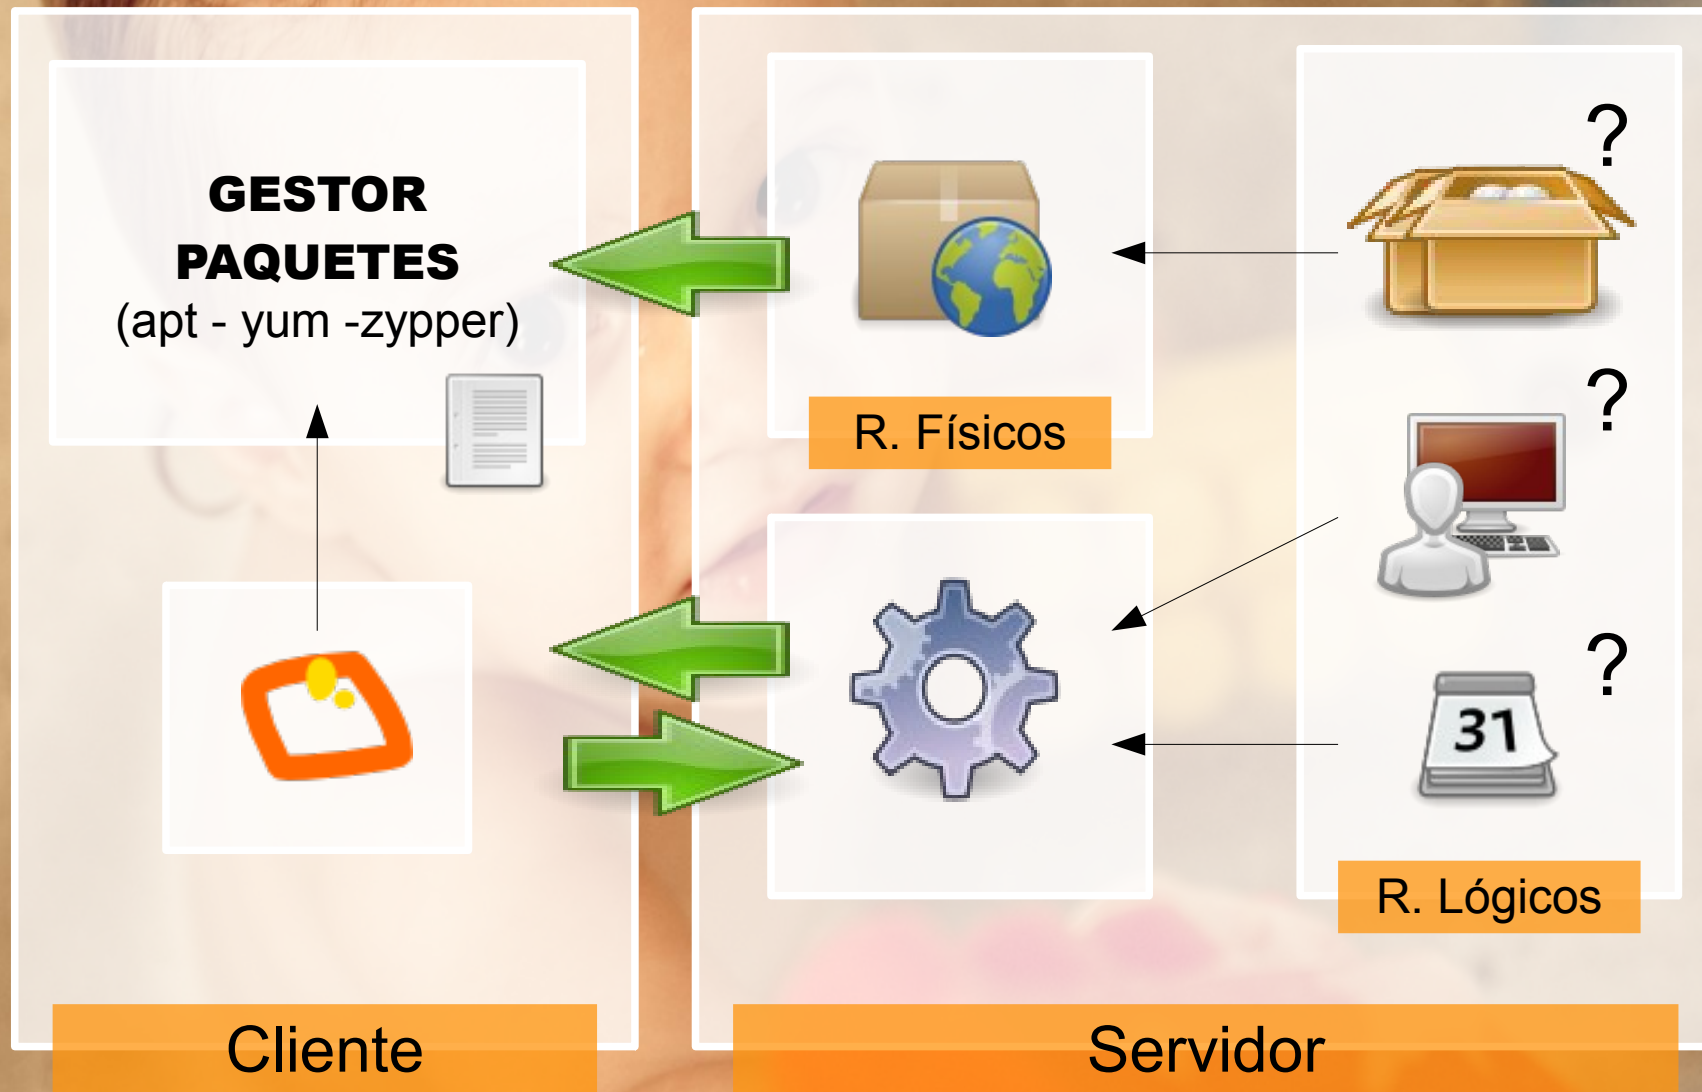 GESTOR
PAQUETES
(apt - yum -zypper)
R. Físicos
?
?
?
31
R. Lógicos
Cliente
Servidor